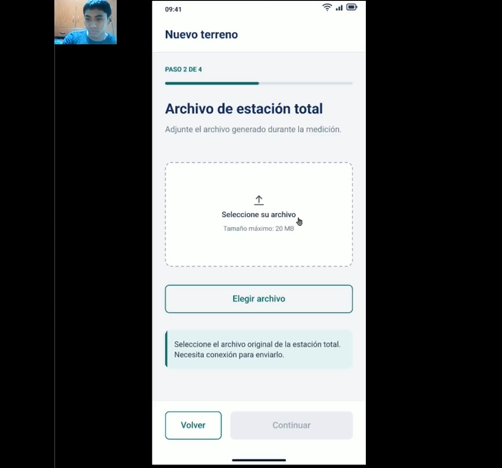 09:41
Nuevo terreno
PASO 2 DE 4
Archivo de estación total
Adjunte el archivo generado durante la medición.
Seleccione su archivo
Tamaño máximo: 20 MB
Elegir archivo
Seleccione el archivo original de la estación total.
Necesita conexión para enviarlo.
Volver
Continuar